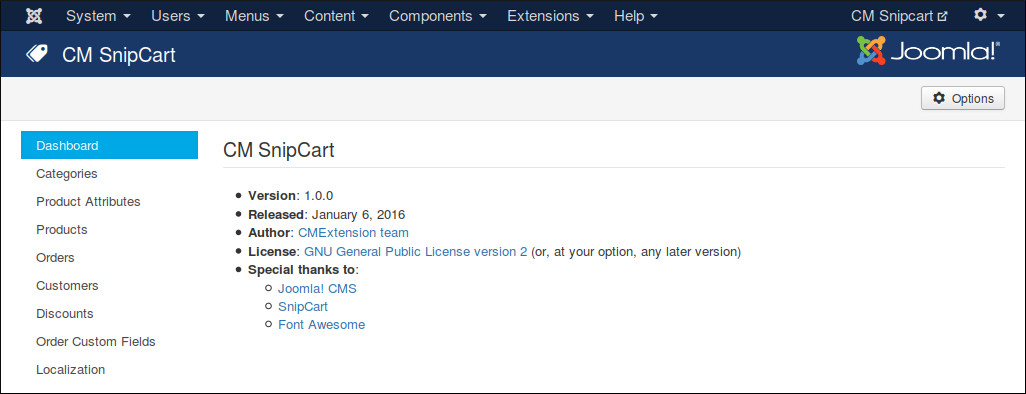 System Users Menus Content Components Extensions Help CM Snipcart
CM SnipCart Joomla!®
Options
Dashboard
Categories
Product Attributes
Products
Orders
Customers
Discounts
Order Custom Fields
Localization
CM SnipCart
Version: 1.0.0
Released: January 6, 2016
Author: CMExtension team
License: GNU General Public License version 2 (or, at your option, any later version)
Special thanks to:
Joomla! CMS
SnipCart
Font Awesome